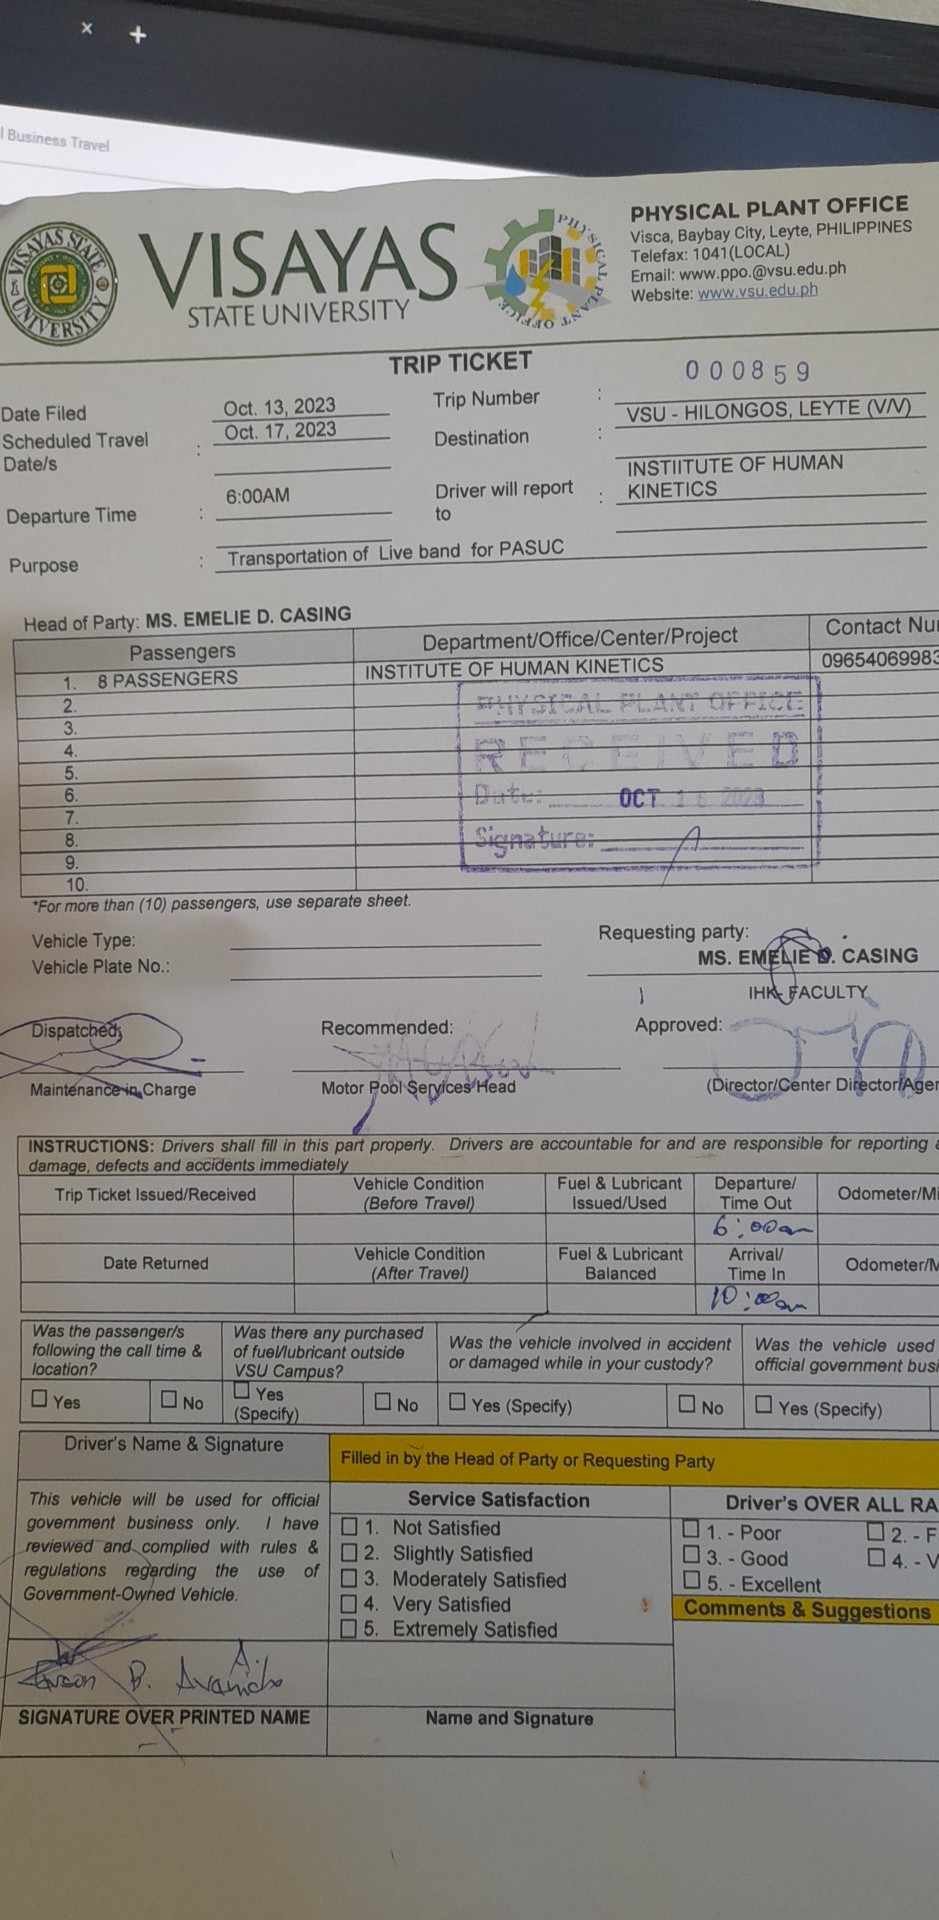 l Business Travel
VISAYAS STATE UNIVERSITY
VISAYAS
STATE UNIVERSITY
PHYSICAL PLANT OFFICE
PHYSICAL PLANT OFFICE
Visca, Baybay City, Leyte, PHILIPPINES
Telefax: 1041(LOCAL)
Email: www.ppo.@vsu.edu.ph
Website: www.vsu.edu.ph
TRIP TICKET
000859
Date Filed Oct. 13, 2023 Trip Number :
Scheduled Travel Date/s : Oct. 17, 2023 Destination : VSU - HILONGOS, LEYTE (V/V)
Departure Time : 6:00AM Driver will report to : INSTIITUTE OF HUMAN KINETICS
Purpose : Transportation of Live band for PASUC
Head of Party: MS. EMELIE D. CASING
Passengers Department/Office/Center/Project Contact Nu
1. 8 PASSENGERS INSTITUTE OF HUMAN KINETICS 0965406998
2.
3.
4.
5.
6.
7.
8.
9.
10.
PHYSICAL PLANT OFFICE
RECEIVED
Date: OCT 2023
Signature:
*For more than (10) passengers, use separate sheet.
Vehicle Type:
Vehicle Plate No.:
Requesting party:
MS. EMELIE D. CASING
IHK- FACULTY
Dispatched: Recommended: Approved:
Maintenance in Charge Motor Pool Services Head (Director/Center Director/Agen
INSTRUCTIONS: Drivers shall fill in this part properly. Drivers are accountable for and are responsible for reporting a
damage, defects and accidents immediately
Trip Ticket Issued/Received Vehicle Condition (Before Travel) Fuel & Lubricant Issued/Used Departure/ Time Out Odometer/Mi
6:00am
Date Returned Vehicle Condition (After Travel) Fuel & Lubricant Balanced Arrival/ Time In Odometer/M
10:00am
Was the passenger/s following the call time & location?
Was there any purchased of fuel/lubricant outside VSU Campus?
Was the vehicle involved in accident or damaged while in your custody?
Was the vehicle used official government busi
Yes No Yes (Specify) No Yes (Specify) No Yes (Specify)
Driver's Name & Signature
Filled in by the Head of Party or Requesting Party
This vehicle will be used for official
government business only. I have
reviewed and complied with rules &
regulations regarding the use of
Government-Owned Vehicle.
Service Satisfaction
1. Not Satisfied
2. Slightly Satisfied
3. Moderately Satisfied
4. Very Satisfied
5. Extremely Satisfied
Driver's OVER ALL RA
1. - Poor 2. - F
3. - Good 4. - V
5. - Excellent
Comments & Suggestions
B.
SIGNATURE OVER PRINTED NAME
Name and Signature